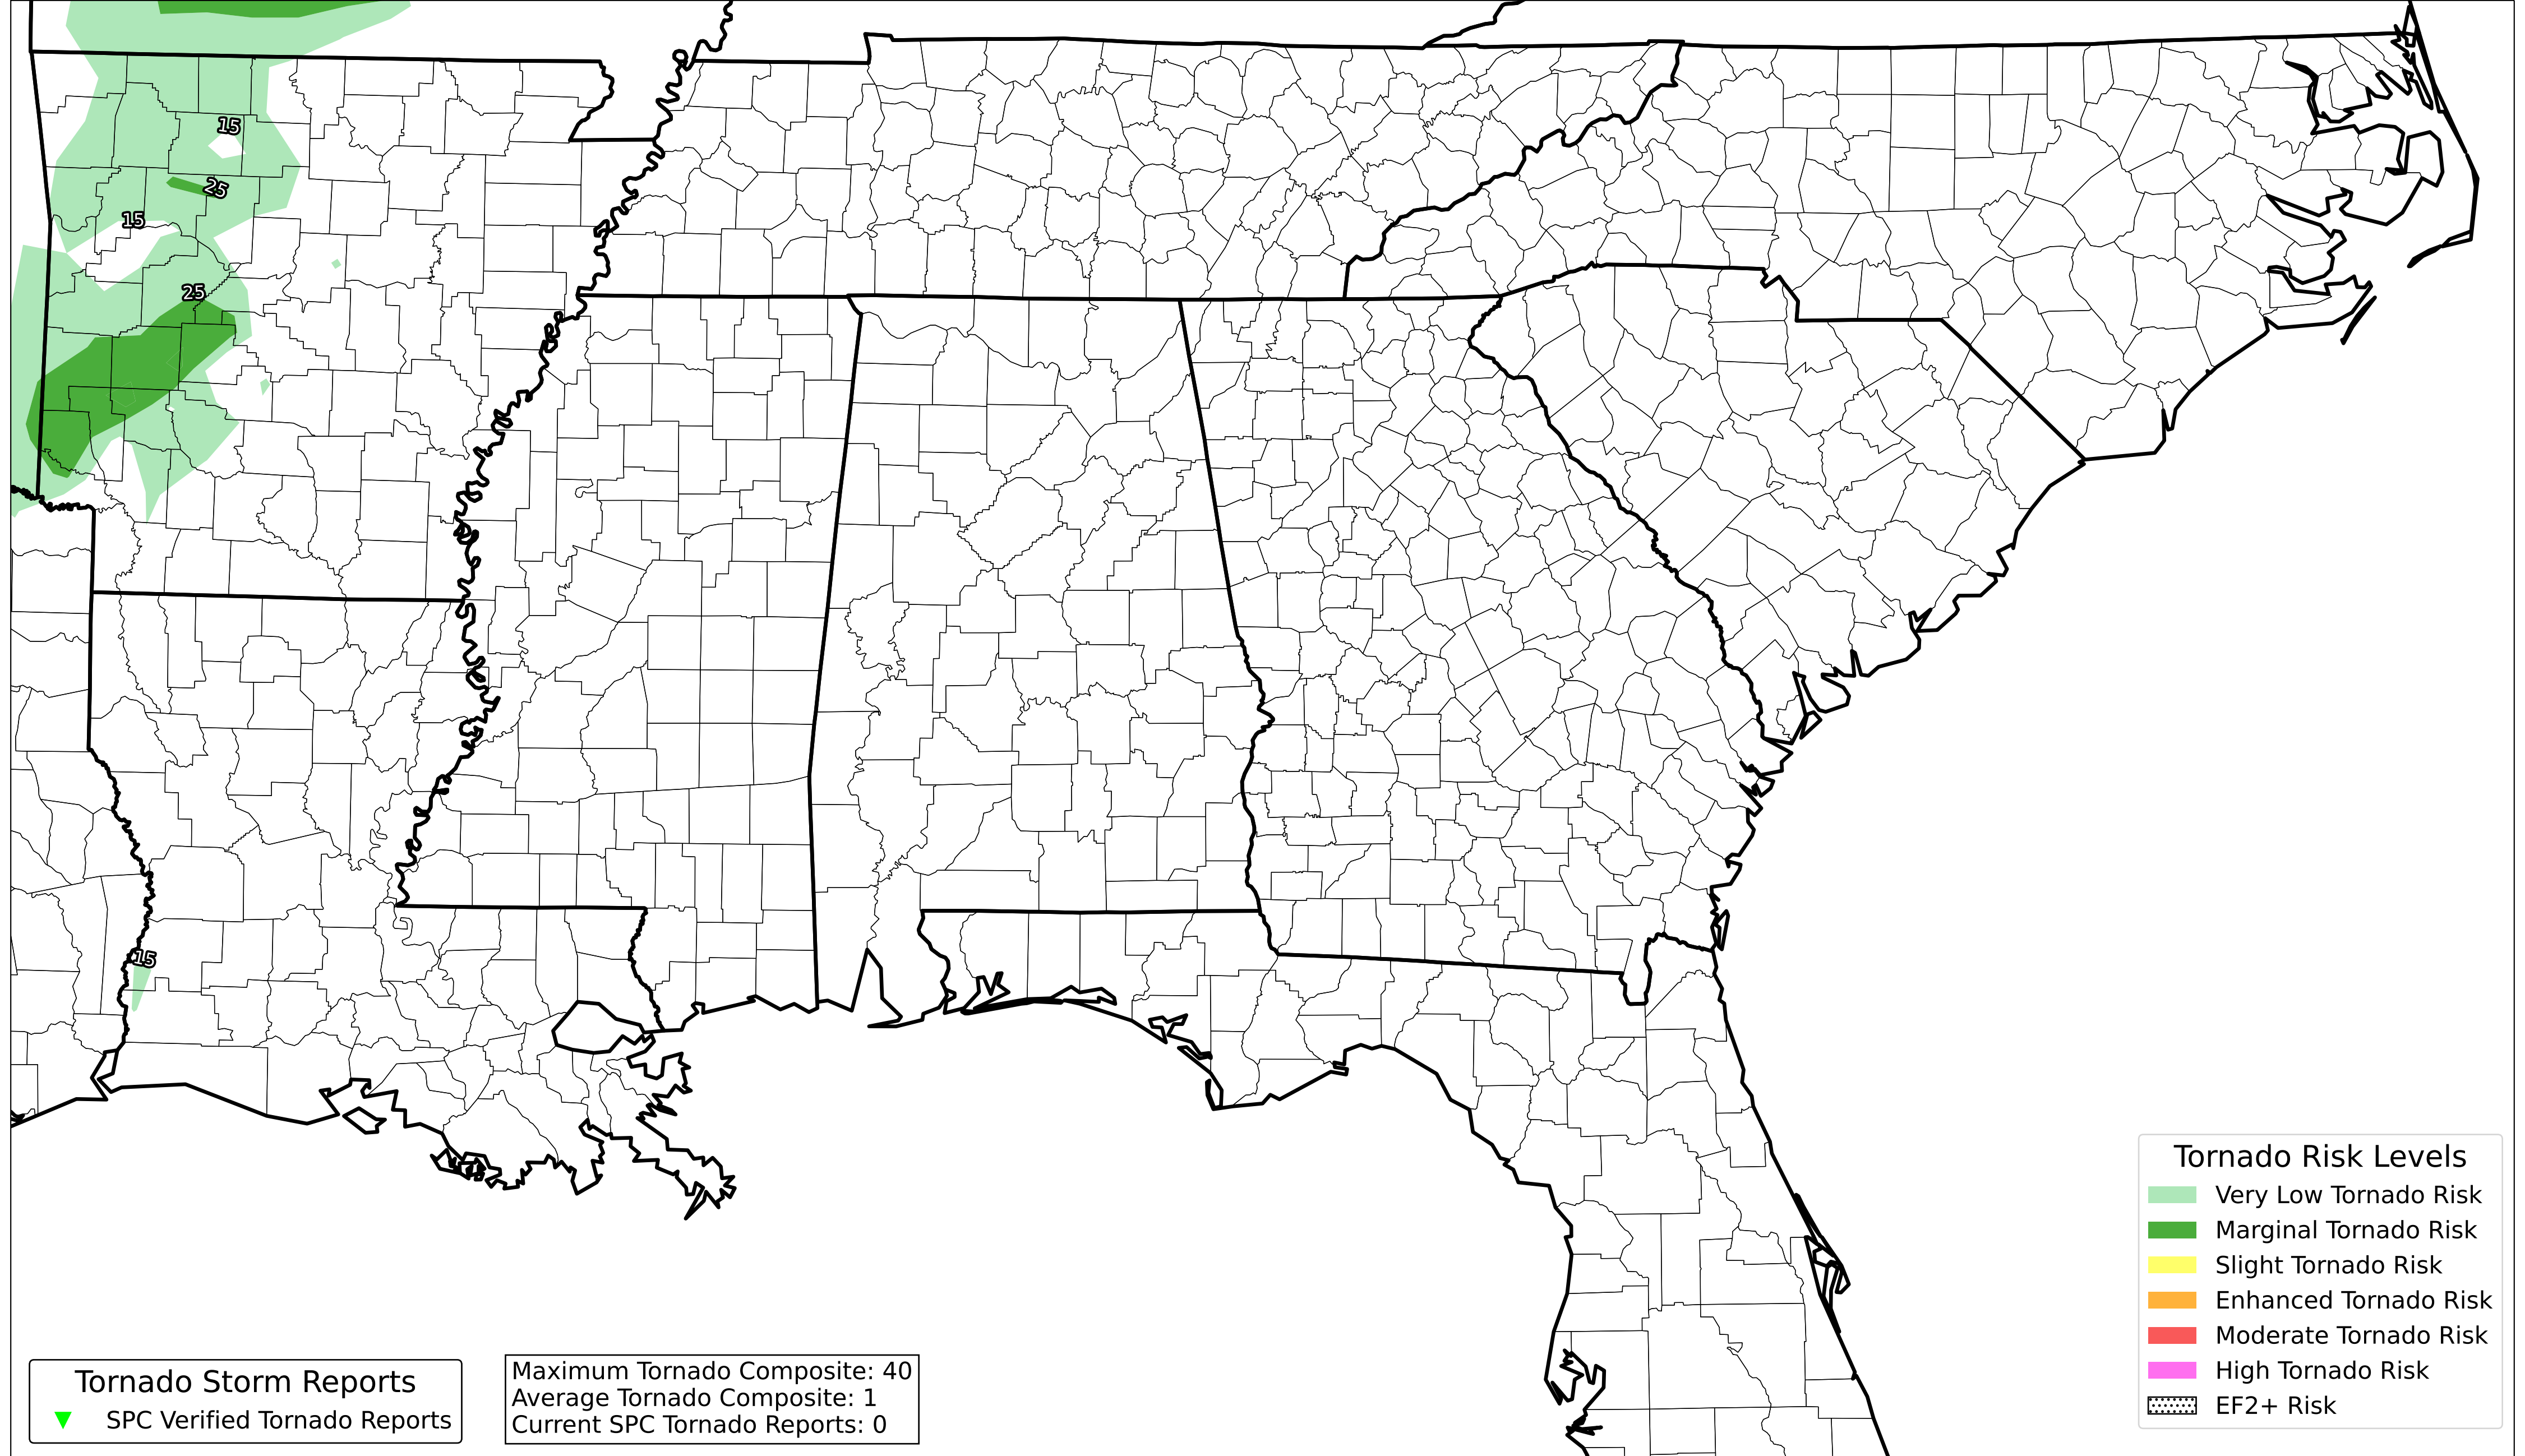 15
25
15
25
15
Tornado Storm Reports
SPC Verified Tornado Reports
Maximum Tornado Composite: 40
Average Tornado Composite: 1
Current SPC Tornado Reports: 0
Tornado Risk Levels
Very Low Tornado Risk
Marginal Tornado Risk
Slight Tornado Risk
Enhanced Tornado Risk
Moderate Tornado Risk
High Tornado Risk
EF2+ Risk